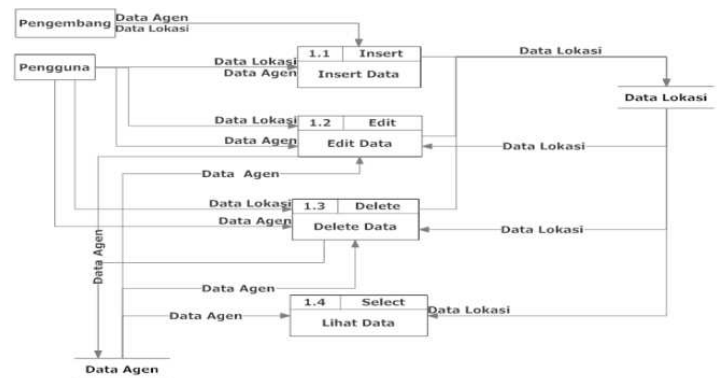 Pengembang
Data Agen
Data Lokasi
Pengguna
Data Lokasi
Data Agen
1.1 Insert
Insert Data
Data Lokasi
Data Lokasi
Data Lokasi
Data Agen
1.2 Edit
Edit Data
Data Lokasi
Data Agen
Data Lokasi
Data Agen
1.3 Delete
Delete Data
Data Lokasi
Data Agen
Data Agen
Data Agen
1.4 Select
Lihat Data
Data Lokasi
Data Agen